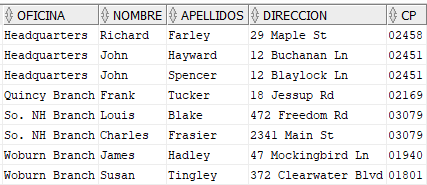 OFICINA NOMBRE APELLIDOS DIRECCION CP
Headquarters Richard Farley 29 Maple St 02458
Headquarters John Hayward 12 Buchanan Ln 02451
Headquarters John Spencer 12 Blaylock Ln 02451
Quincy Branch Frank Tucker 18 Jessup Rd 02169
So. NH Branch Louis Blake 472 Freedom Rd 03079
So. NH Branch Charles Frasier 2341 Main St 03079
Woburn Branch James Hadley 47 Mockingbird Ln 01940
Woburn Branch Susan Tingley 372 Clearwater Blvd 01801